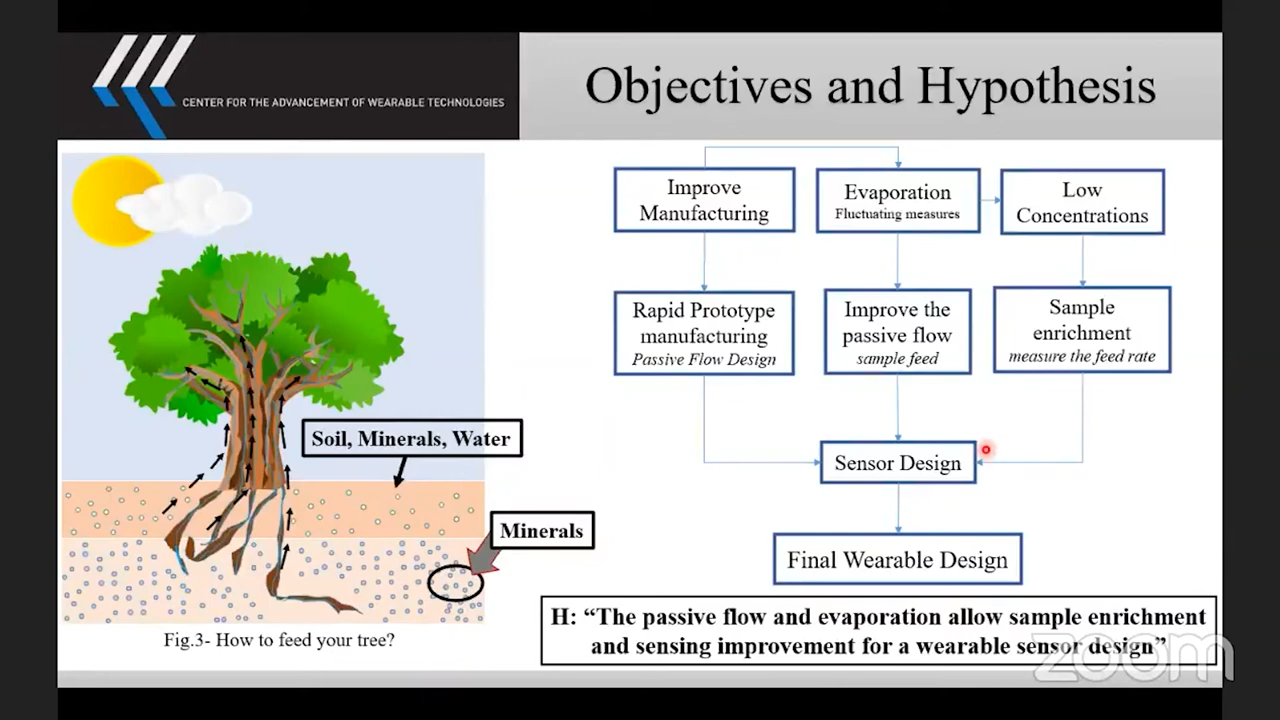 CENTER FOR THE ADVANCEMENT OF WEARABLE TECHNOLOGIES
Objectives and Hypothesis
Improve
Manufacturing
Evaporation
Fluctuating measures
Low
Concentrations
Rapid Prototype
manufacturing
Passive Flow Design
Improve the
passive flow
sample feed
Sample
enrichment
measure the feed rate
Soil, Minerals, Water
Minerals
Sensor Design
Final Wearable Design
H: “The passive flow and evaporation allow sample enrichment
and sensing improvement for a wearable sensor design”
Fig.3- How to feed your tree?
zoom